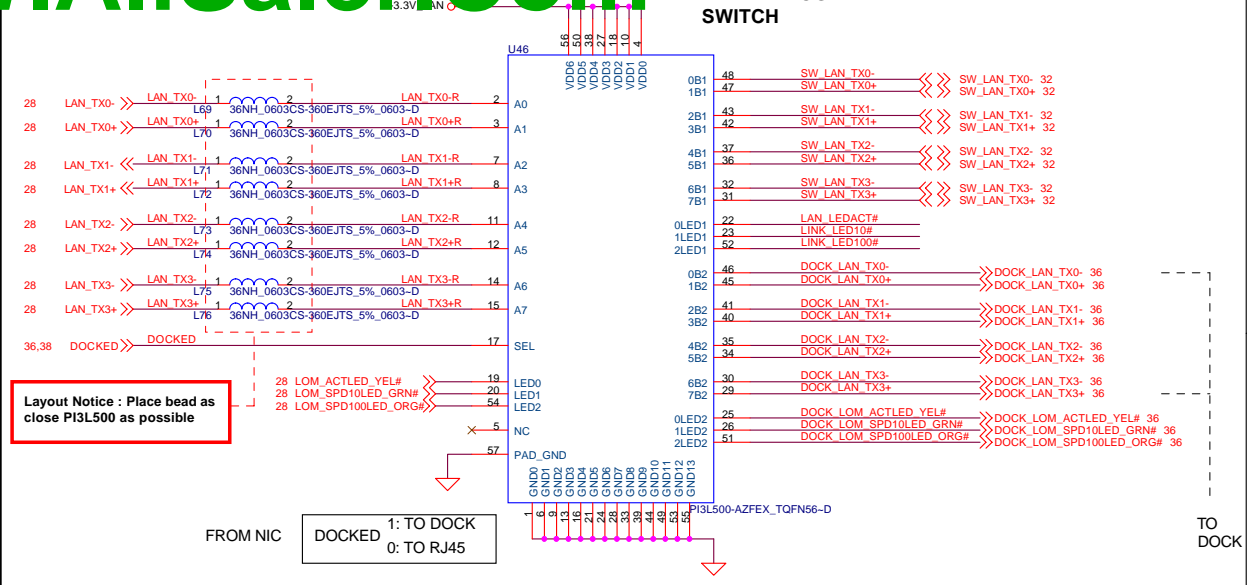 SWITCH
U46
56 50 38 27 18 10 4
VDD6 VDD5 VDD4 VDD3 VDD2 VDD1 VDD0
28 LAN_TX0- LAN_TX0- 1 2 LAN_TX0-R 2 A0
L69 36NH_0603CS-360EJTS_5%_0603~D
28 LAN_TX0+ LAN_TX0+ 1 2 LAN_TX0+R 3 A1
L70 36NH_0603CS-360EJTS_5%_0603~D
28 LAN_TX1- LAN_TX1- 1 2 LAN_TX1-R 7 A2
L71 36NH_0603CS-360EJTS_5%_0603~D
28 LAN_TX1+ LAN_TX1+ 1 2 LAN_TX1+R 8 A3
L72 36NH_0603CS-360EJTS_5%_0603~D
28 LAN_TX2- LAN_TX2- 1 2 LAN_TX2-R 11 A4
L73 36NH_0603CS-360EJTS_5%_0603~D
28 LAN_TX2+ LAN_TX2+ 1 2 LAN_TX2+R 12 A5
L74 36NH_0603CS-360EJTS_5%_0603~D
28 LAN_TX3- LAN_TX3- 1 2 LAN_TX3-R 14 A6
L75 36NH_0603CS-360EJTS_5%_0603~D
28 LAN_TX3+ LAN_TX3+ 1 2 LAN_TX3+R 15 A7
L76 36NH_0603CS-360EJTS_5%_0603~D
36,38 DOCKED DOCKED 17 SEL
28 LOM_ACTLED_YEL# 19 LED0
28 LOM_SPD10LED_GRN# 20 LED1
28 LOM_SPD100LED_ORG# 54 LED2
5 NC
57 PAD_GND
Layout Notice : Place bead as
close PI3L500 as possible
0B1 48 SW_LAN_TX0- SW_LAN_TX0- 32
1B1 47 SW_LAN_TX0+ SW_LAN_TX0+ 32
2B1 43 SW_LAN_TX1- SW_LAN_TX1- 32
3B1 42 SW_LAN_TX1+ SW_LAN_TX1+ 32
4B1 37 SW_LAN_TX2- SW_LAN_TX2- 32
5B1 36 SW_LAN_TX2+ SW_LAN_TX2+ 32
6B1 32 SW_LAN_TX3- SW_LAN_TX3- 32
7B1 31 SW_LAN_TX3+ SW_LAN_TX3+ 32
0LED1 22 LAN_LEDACT#
1LED1 23 LINK_LED10#
2LED1 52 LINK_LED100#
0B2 46 DOCK_LAN_TX0- DOCK_LAN_TX0- 36
1B2 45 DOCK_LAN_TX0+ DOCK_LAN_TX0+ 36
2B2 41 DOCK_LAN_TX1- DOCK_LAN_TX1- 36
3B2 40 DOCK_LAN_TX1+ DOCK_LAN_TX1+ 36
4B2 35 DOCK_LAN_TX2- DOCK_LAN_TX2- 36
5B2 34 DOCK_LAN_TX2+ DOCK_LAN_TX2+ 36
6B2 30 DOCK_LAN_TX3- DOCK_LAN_TX3- 36
7B2 29 DOCK_LAN_TX3+ DOCK_LAN_TX3+ 36
0LED2 25 DOCK_LOM_ACTLED_YEL# DOCK_LOM_ACTLED_YEL# 36
1LED2 26 DOCK_LOM_SPD10LED_GRN# DOCK_LOM_SPD10LED_GRN# 36
2LED2 51 DOCK_LOM_SPD100LED_ORG# DOCK_LOM_SPD100LED_ORG# 36
GND0 GND1 GND2 GND3 GND4 GND5 GND6 GND7 GND8 GND9 GND10 GND11 GND12 GND13
1 6 9 13 16 21 24 28 33 39 44 49 53 55
PI3L500-AZFEX_TQFN56~D
FROM NIC
DOCKED
1: TO DOCK
0: TO RJ45
TO
DOCK